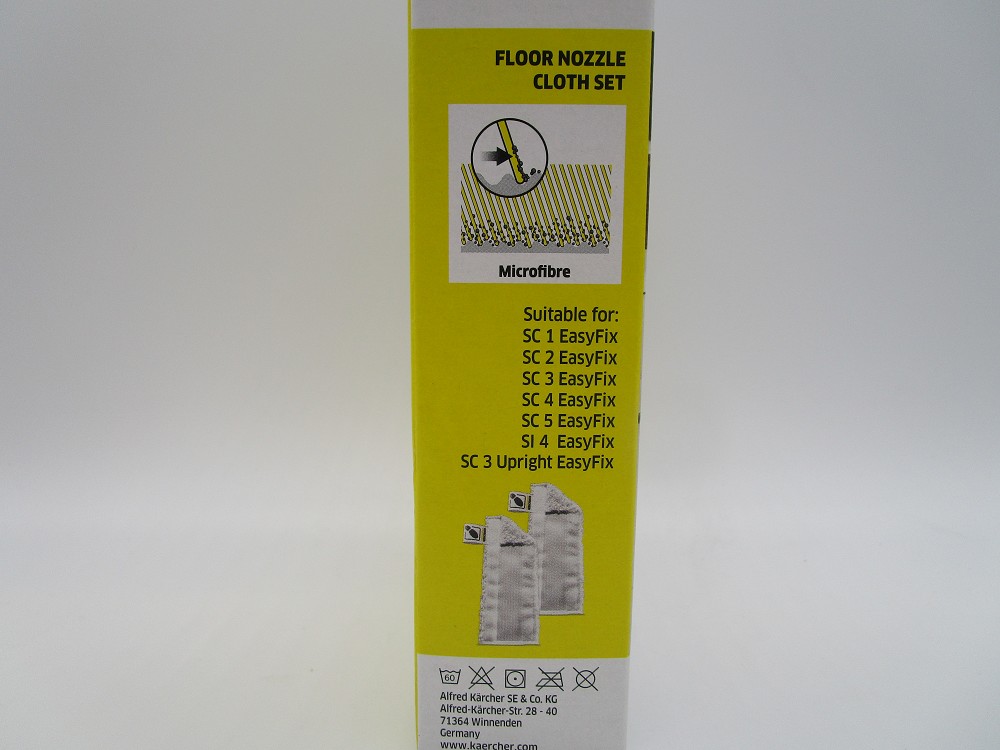 FLOOR NOZZLE
CLOTH SET
Microfibre
Suitable for:
SC 1 EasyFix
SC 2 EasyFix
SC 3 EasyFix
SC 4 EasyFix
SC 5 EasyFix
SI 4 EasyFix
SC 3 Upright EasyFix
60
Alfred Kärcher SE & Co. KG
Alfred-Kärcher-Str. 28 - 40
71364 Winnenden
Germany
www.kaercher.com